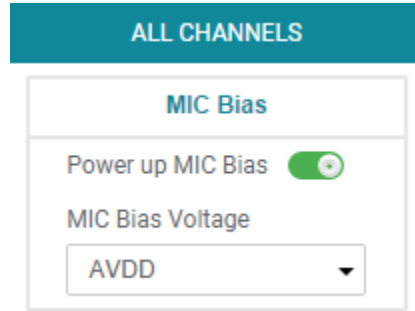 ALL CHANNELS
MIC Bias
Power up MIC Bias
MIC Bias Voltage
AVDD